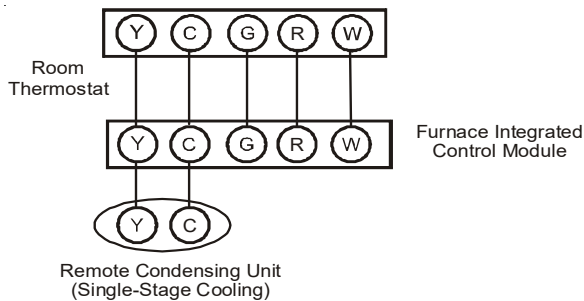 Y C G R W
Room
Thermostat
Y C G R W
Furnace Integrated
Control Module
Y C
Remote Condensing Unit
(Single-Stage Cooling)